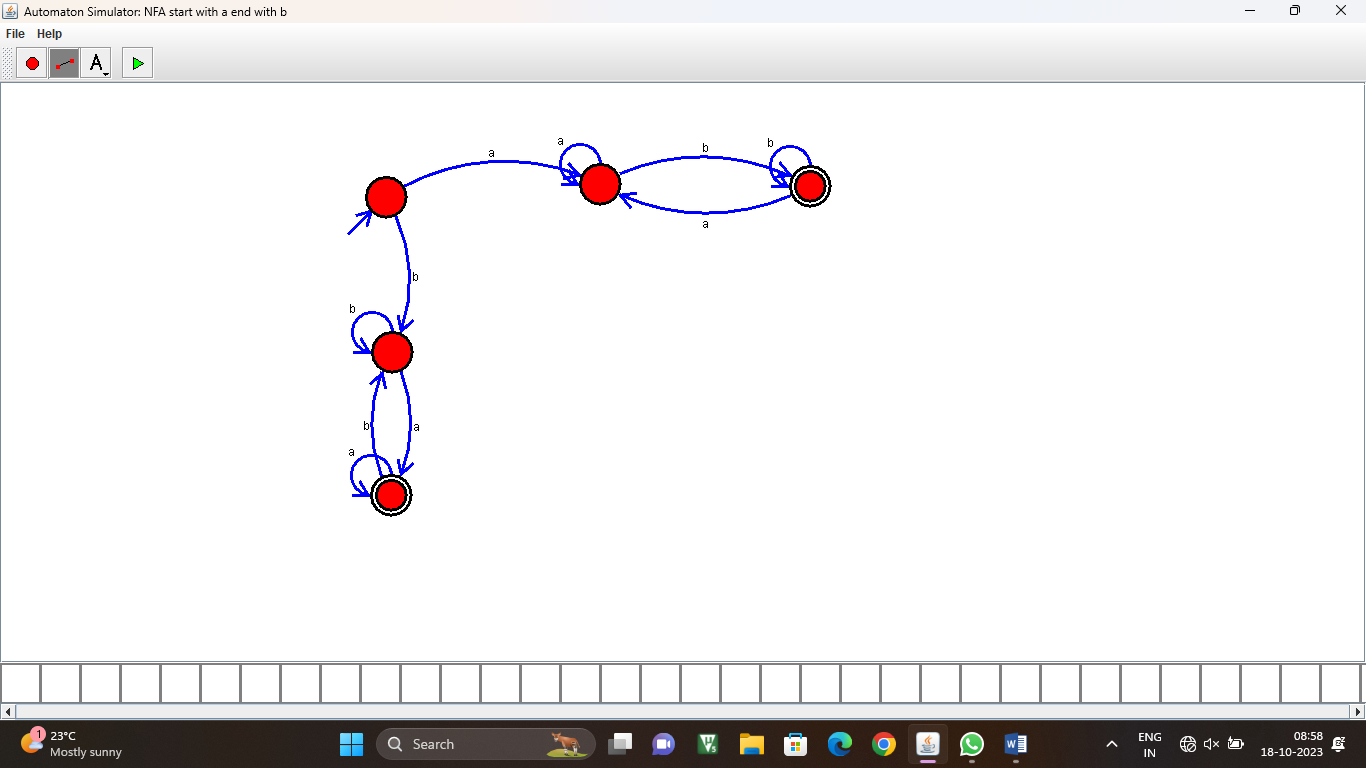 Automaton Simulator: NFA start with a end with b
File Help
A
a
a
b
b
a
b
b
b
a
a
1
23°C
Mostly sunny
Search
ENG
IN
08:58
18-10-2023